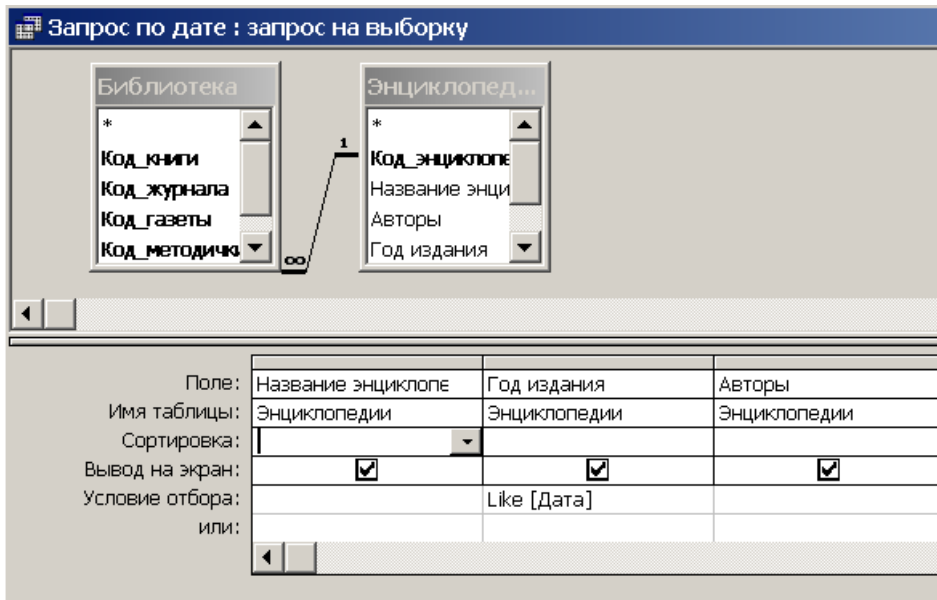 Запрос по дате : запрос на выборку
Библиотека
*
Код_книги
Код_журнала
Код_газеты
Код_методички
1
∞
Энциклопед...
*
Код_энциклопе
Название энци
Авторы
Год издания
Поле: Название энциклопе Год издания Авторы
Имя таблицы: Энциклопедии Энциклопедии Энциклопедии
Сортировка:
Вывод на экран:
Условие отбора: Like [Дата]
или: